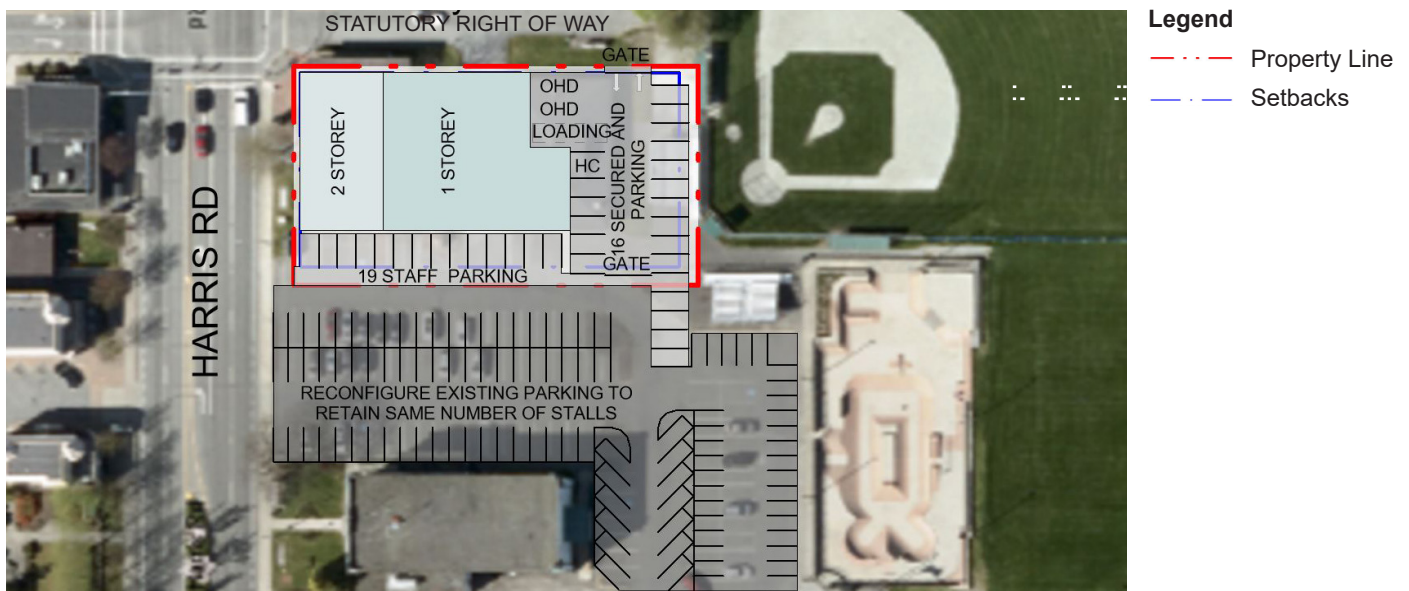 STATUTORY RIGHT OF WAY
GATE
OHD
OHD
LOADING
HC
2 STOREY
1 STOREY
16 SECURED AND
PARKING
GATE
19 STAFF PARKING
HARRIS RD
RECONFIGURE EXISTING PARKING TO
RETAIN SAME NUMBER OF STALLS
Legend
Property Line
Setbacks